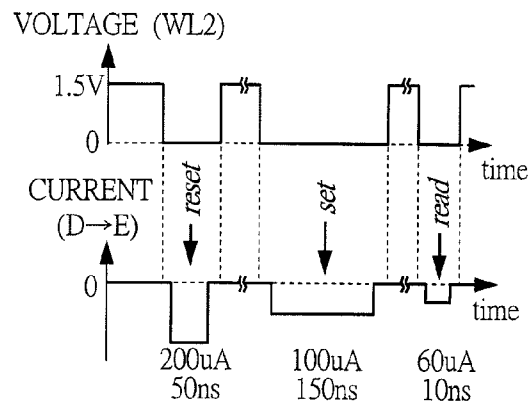 VOLTAGE (WL2)
1.5V
0
time
reset
set
read
CURRENT
(D→E)
0
time
200uA
50ns
100uA
150ns
60uA
10ns